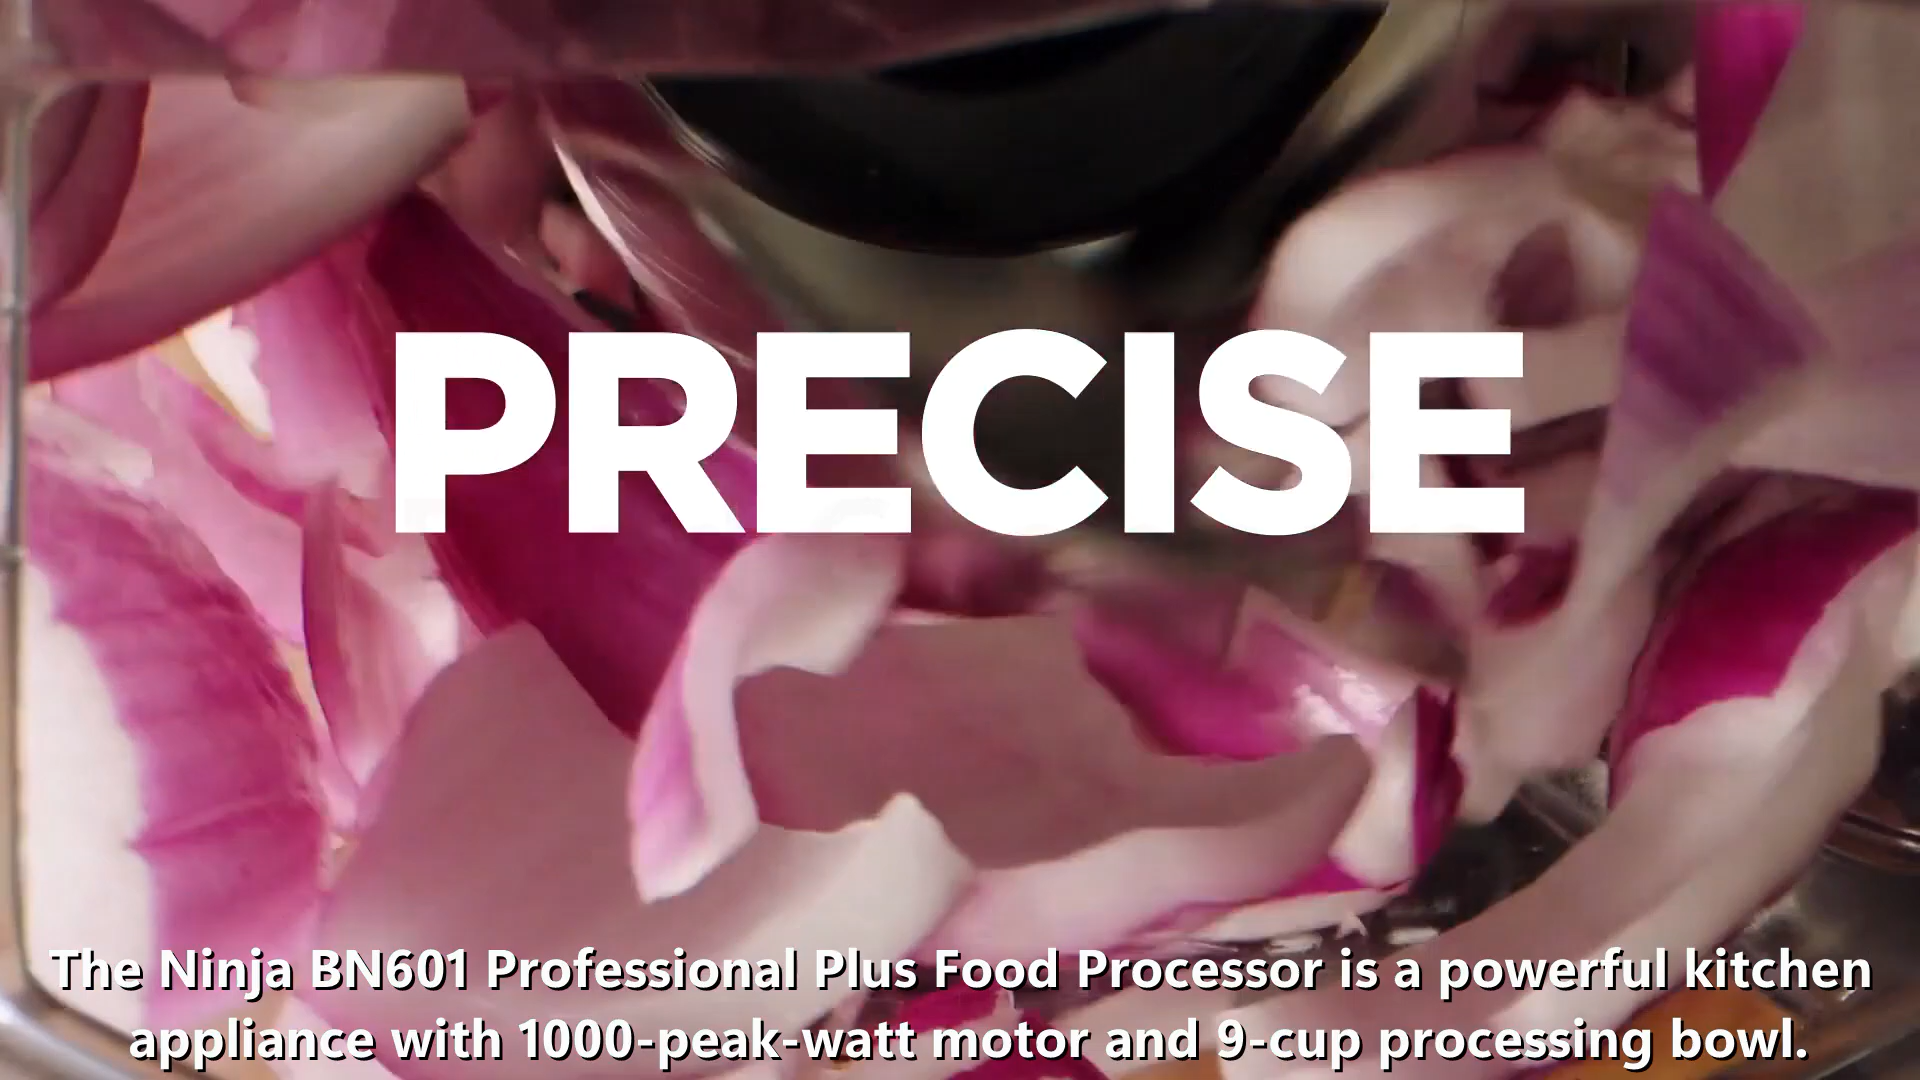 PRECISE
The Ninja BN601 Professional Plus Food Processor is a powerful kitchen
appliance with 1000-peak-watt motor and 9-cup processing bowl.